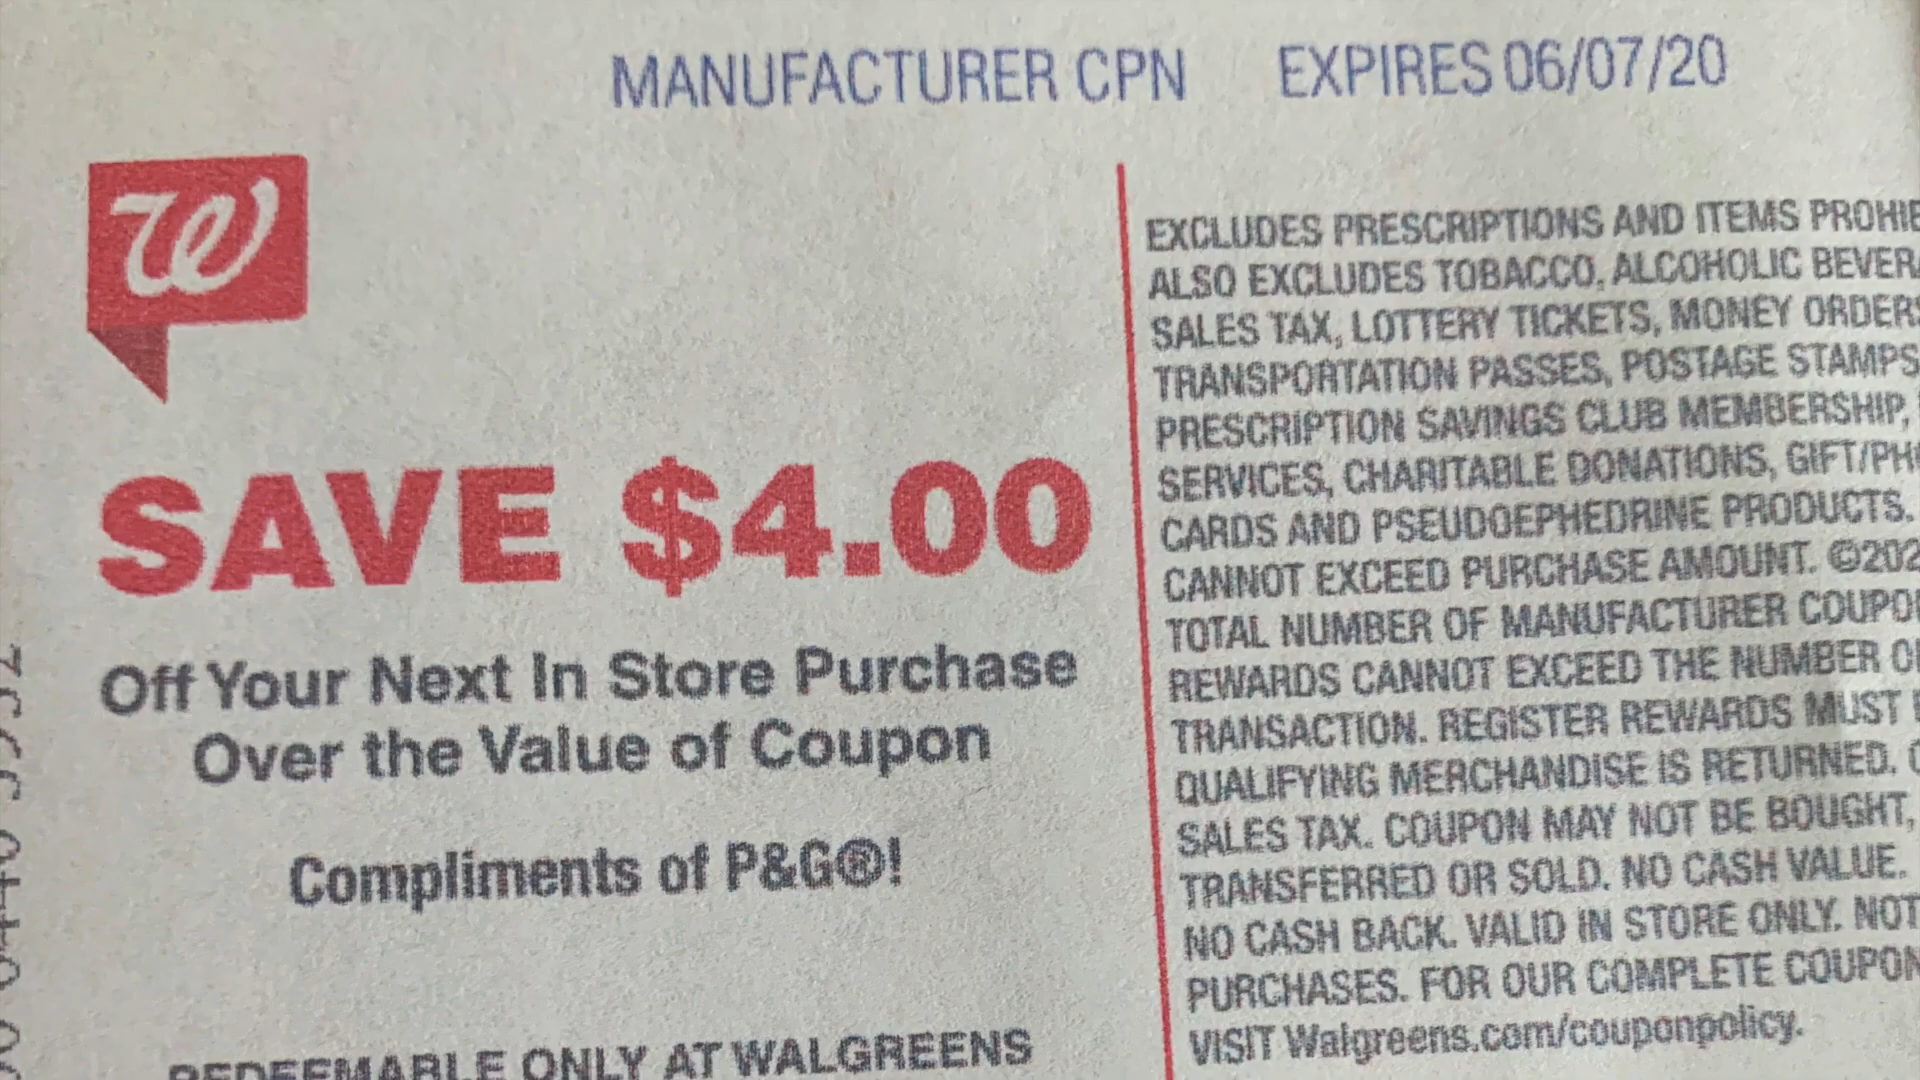 MANUFACTURER CPN EXPIRES 06/07/20
W
SAVE $4.00
Off Your Next In Store Purchase
Over the Value of Coupon
Compliments of P&G®!
REDEEMABLE ONLY AT WALGREENS
EXCLUDES PRESCRIPTIONS AND ITEMS
ALSO EXCLUDES TOBACCO, ALCOHOLIC
SALES TAX, LOTTERY TICKETS, MONEY
TRANSPORTATION PASSES, POSTAGE STAMPS
PRESCRIPTION SAVINGS CLUB MEMBERSHIP,
SERVICES, CHARITABLE DONATIONS,
CARDS AND PSEUDOEPHEDRINE PRODUCTS.
CANNOT EXCEED PURCHASE AMOUNT. ©202
TOTAL NUMBER OF MANUFACTURER
REWARDS CANNOT EXCEED THE NUMBER
TRANSACTION. REGISTER REWARDS MUST
QUALIFYING MERCHANDISE IS RETURNED.
SALES TAX. COUPON MAY NOT BE BOUGHT,
TRANSFERRED OR SOLD. NO CASH VALUE.
NO CASH BACK. VALID IN STORE ONLY. NOT
PURCHASES. FOR OUR COMPLETE COUPON
VISIT Walgreens.com/couponpolicy.